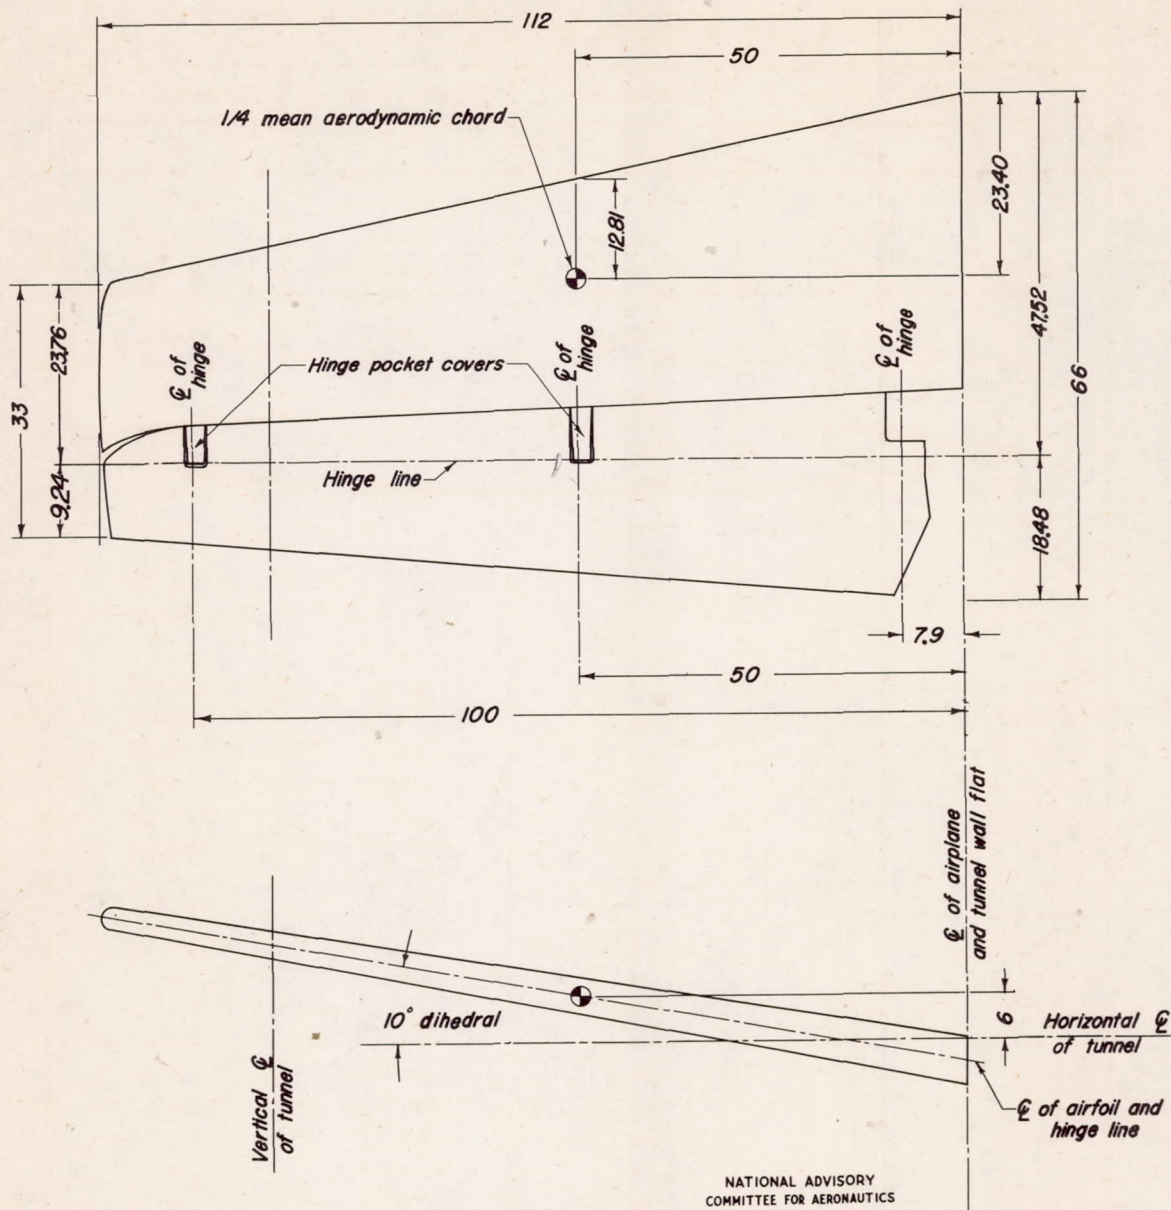 112
50
1/4 mean aerodynamic chord
12.81
23.40
47.52
66
33
23.76
9.24
℄ of
hinge
Hinge pocket covers
℄ of
hinge
℄ of
hinge
Hinge line
18.48
7.9
50
100
℄ of airplane
and tunnel wall flat
10° dihedral
6
Horizontal ℄
of tunnel
Vertical ℄
of tunnel
℄ of airfoil and
hinge line
NATIONAL ADVISORY
COMMITTEE FOR AERONAUTICS